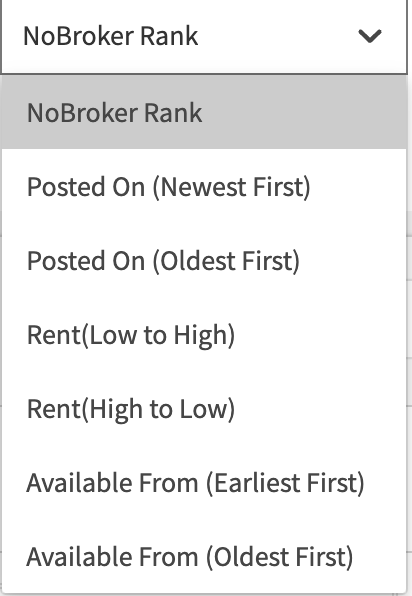 NoBroker Rank
NoBroker Rank
Posted On (Newest First)
Posted On (Oldest First)
Rent(Low to High)
Rent(High to Low)
Available From (Earliest First)
Available From (Oldest First)